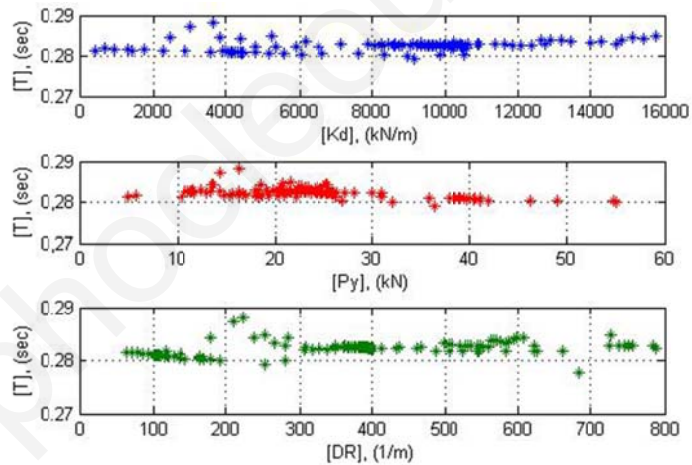 0.29
0.28
0.27
[T], (sec)
0 2000 4000 6000 8000 10000 12000 14000 16000
[Kd], (kN/m)
0.29
0.28
0.27
[T], (sec)
0 10 20 30 40 50 60
[Py], (kN)
0.29
0.28
0.27
[T], (sec)
0 100 200 300 400 500 600 700 800
[DR], (1/m)